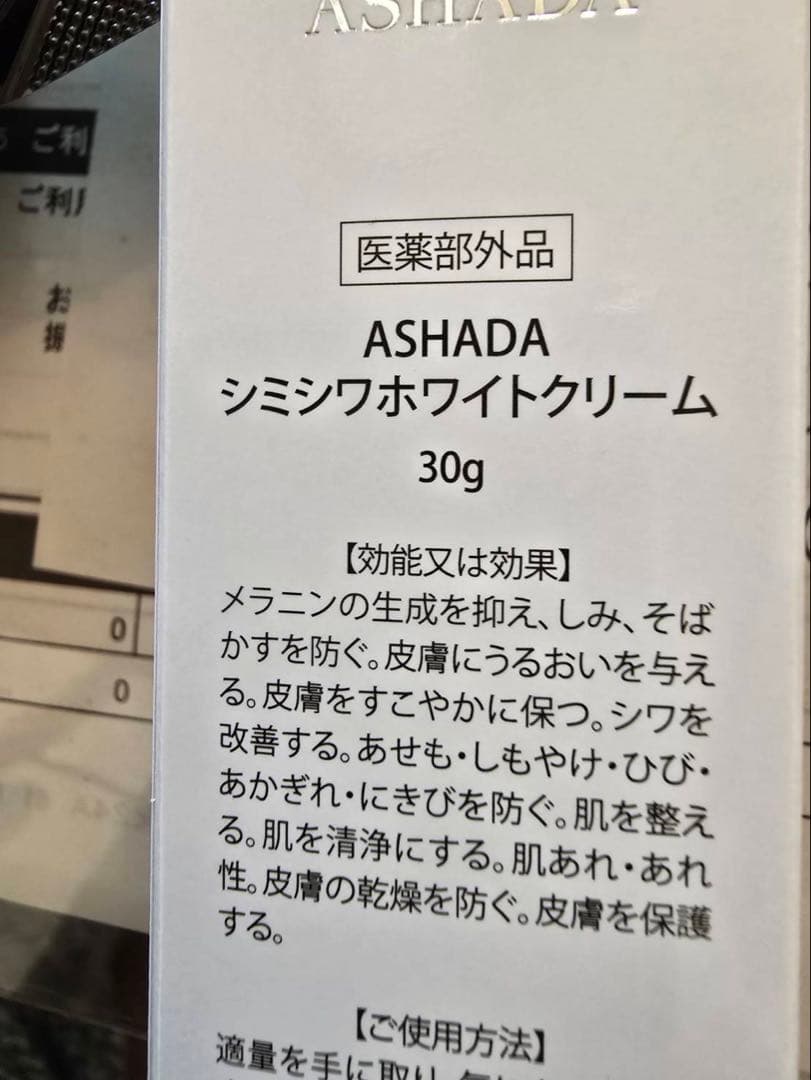 ASHADA
ご利
ご利
お
医薬部外品
ASHADA
シミシワホワイトクリーム
30g
【効能又は効果】
メラニンの生成を抑え、しみ、そば
かすを防ぐ。皮膚にうるおいを与え
る。皮膚をすこやかに保つ。シワを
改善する。あせも・しもやけ・ひび・
あかぎれ・にきびを防ぐ。肌を整え
る。肌を清浄にする。肌あれ・あれ
性。皮膚の乾燥を防ぐ。皮膚を保護
する。
0
0
【ご使用方法】
適量を手に取り、